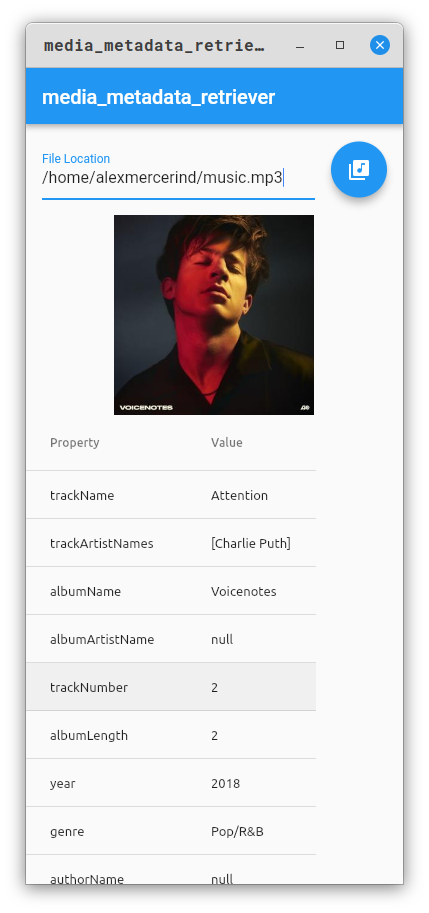 media_metadata_retrie…
media_metadata_retriever
File Location
/home/alexmercerind/music.mp3
VOICENOTES
Property Value
trackName Attention
trackArtistNames [Charlie Puth]
albumName Voicenotes
albumArtistName null
trackNumber 2
albumLength 2
year 2018
genre Pop/R&B
authorName null